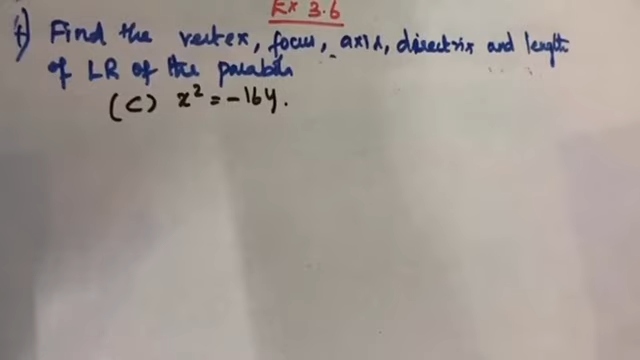 Ex 3.6
1) Find the vertex, focus, axis, directrix and length
of LR of the parabola
(c) x² = -16y.